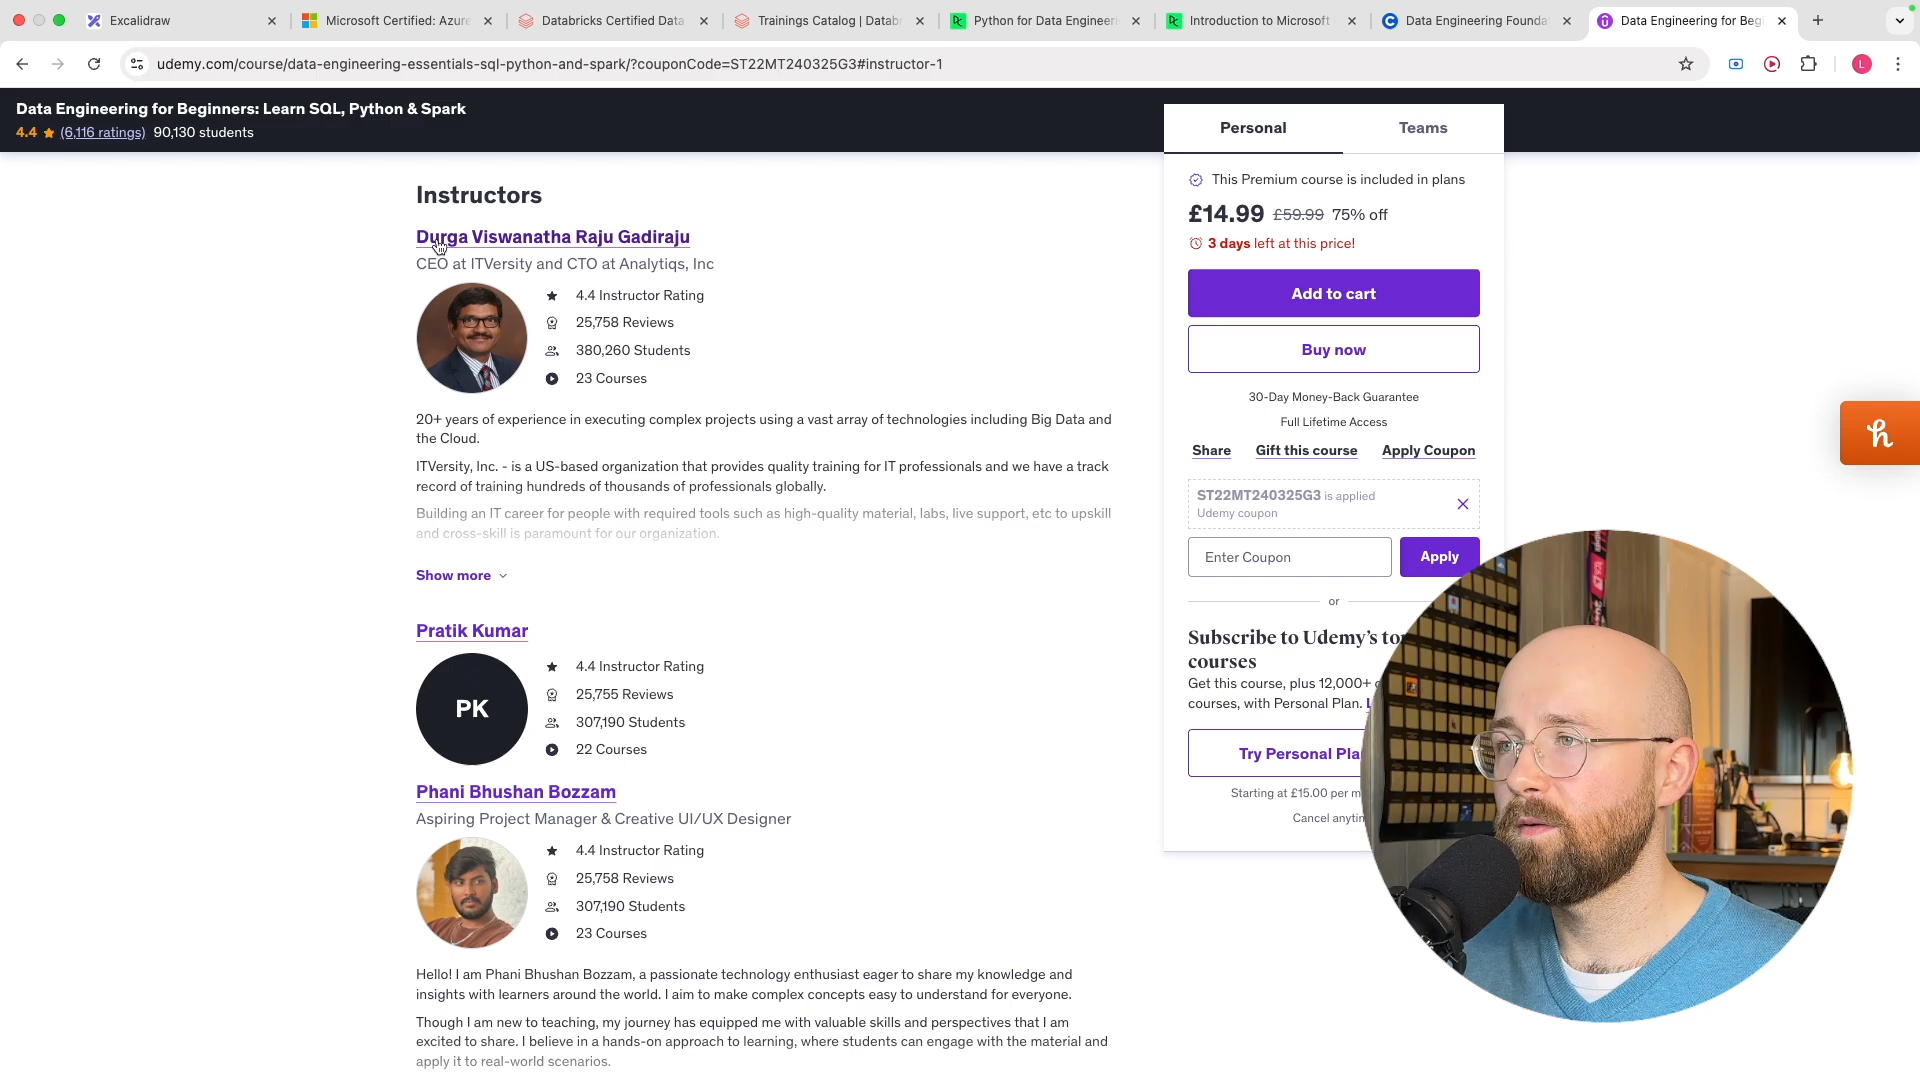 Excalidraw
Microsoft Certified: Azure
Databricks Certified Data
Trainings Catalog | Databr
Python for Data Engineeri
Introduction to Microsoft
Data Engineering Founda
Data Engineering for Beg
udemy.com/course/data-engineering-essentials-sql-python-and-spark/?couponCode=ST22MT240325G3#instructor-1
L
Data Engineering for Beginners: Learn SQL, Python & Spark
4.4 (6,116 ratings) 90,130 students
Instructors
Durga Viswanatha Raju Gadiraju
CEO at ITVersity and CTO at Analytiqs, Inc
4.4 Instructor Rating
25,758 Reviews
380,260 Students
23 Courses
20+ years of experience in executing complex projects using a vast array of technologies including Big Data and
the Cloud.
ITVersity, Inc. - is a US-based organization that provides quality training for IT professionals and we have a track
record of training hundreds of thousands of professionals globally.
Building an IT career for people with required tools such as high-quality material, labs, live support, etc to upskill
and cross-skill is paramount for our organization.
Show more
Pratik Kumar
PK
4.4 Instructor Rating
25,755 Reviews
307,190 Students
22 Courses
Phani Bhushan Bozzam
Aspiring Project Manager & Creative UI/UX Designer
4.4 Instructor Rating
25,758 Reviews
307,190 Students
23 Courses
Hello! I am Phani Bhushan Bozzam, a passionate technology enthusiast eager to share my knowledge and
insights with learners around the world. I aim to make complex concepts easy to understand for everyone.
Though I am new to teaching, my journey has equipped me with valuable skills and perspectives that I am
excited to share. I believe in a hands-on approach to learning, where students can engage with the material and
apply it to real-world scenarios.
Personal
Teams
This Premium course is included in plans
£14.99 £59.99 75% off
3 days left at this price!
Add to cart
Buy now
30-Day Money-Back Guarantee
Full Lifetime Access
Share Gift this course Apply Coupon
ST22MT240325G3 is applied
Udemy coupon
Enter Coupon
Apply
or
Subscribe to Udemy's to
courses
Get this course, plus 12,000+
courses, with Personal Plan.
Try Personal Pla
Starting at £15.00 per m
Cancel anytim